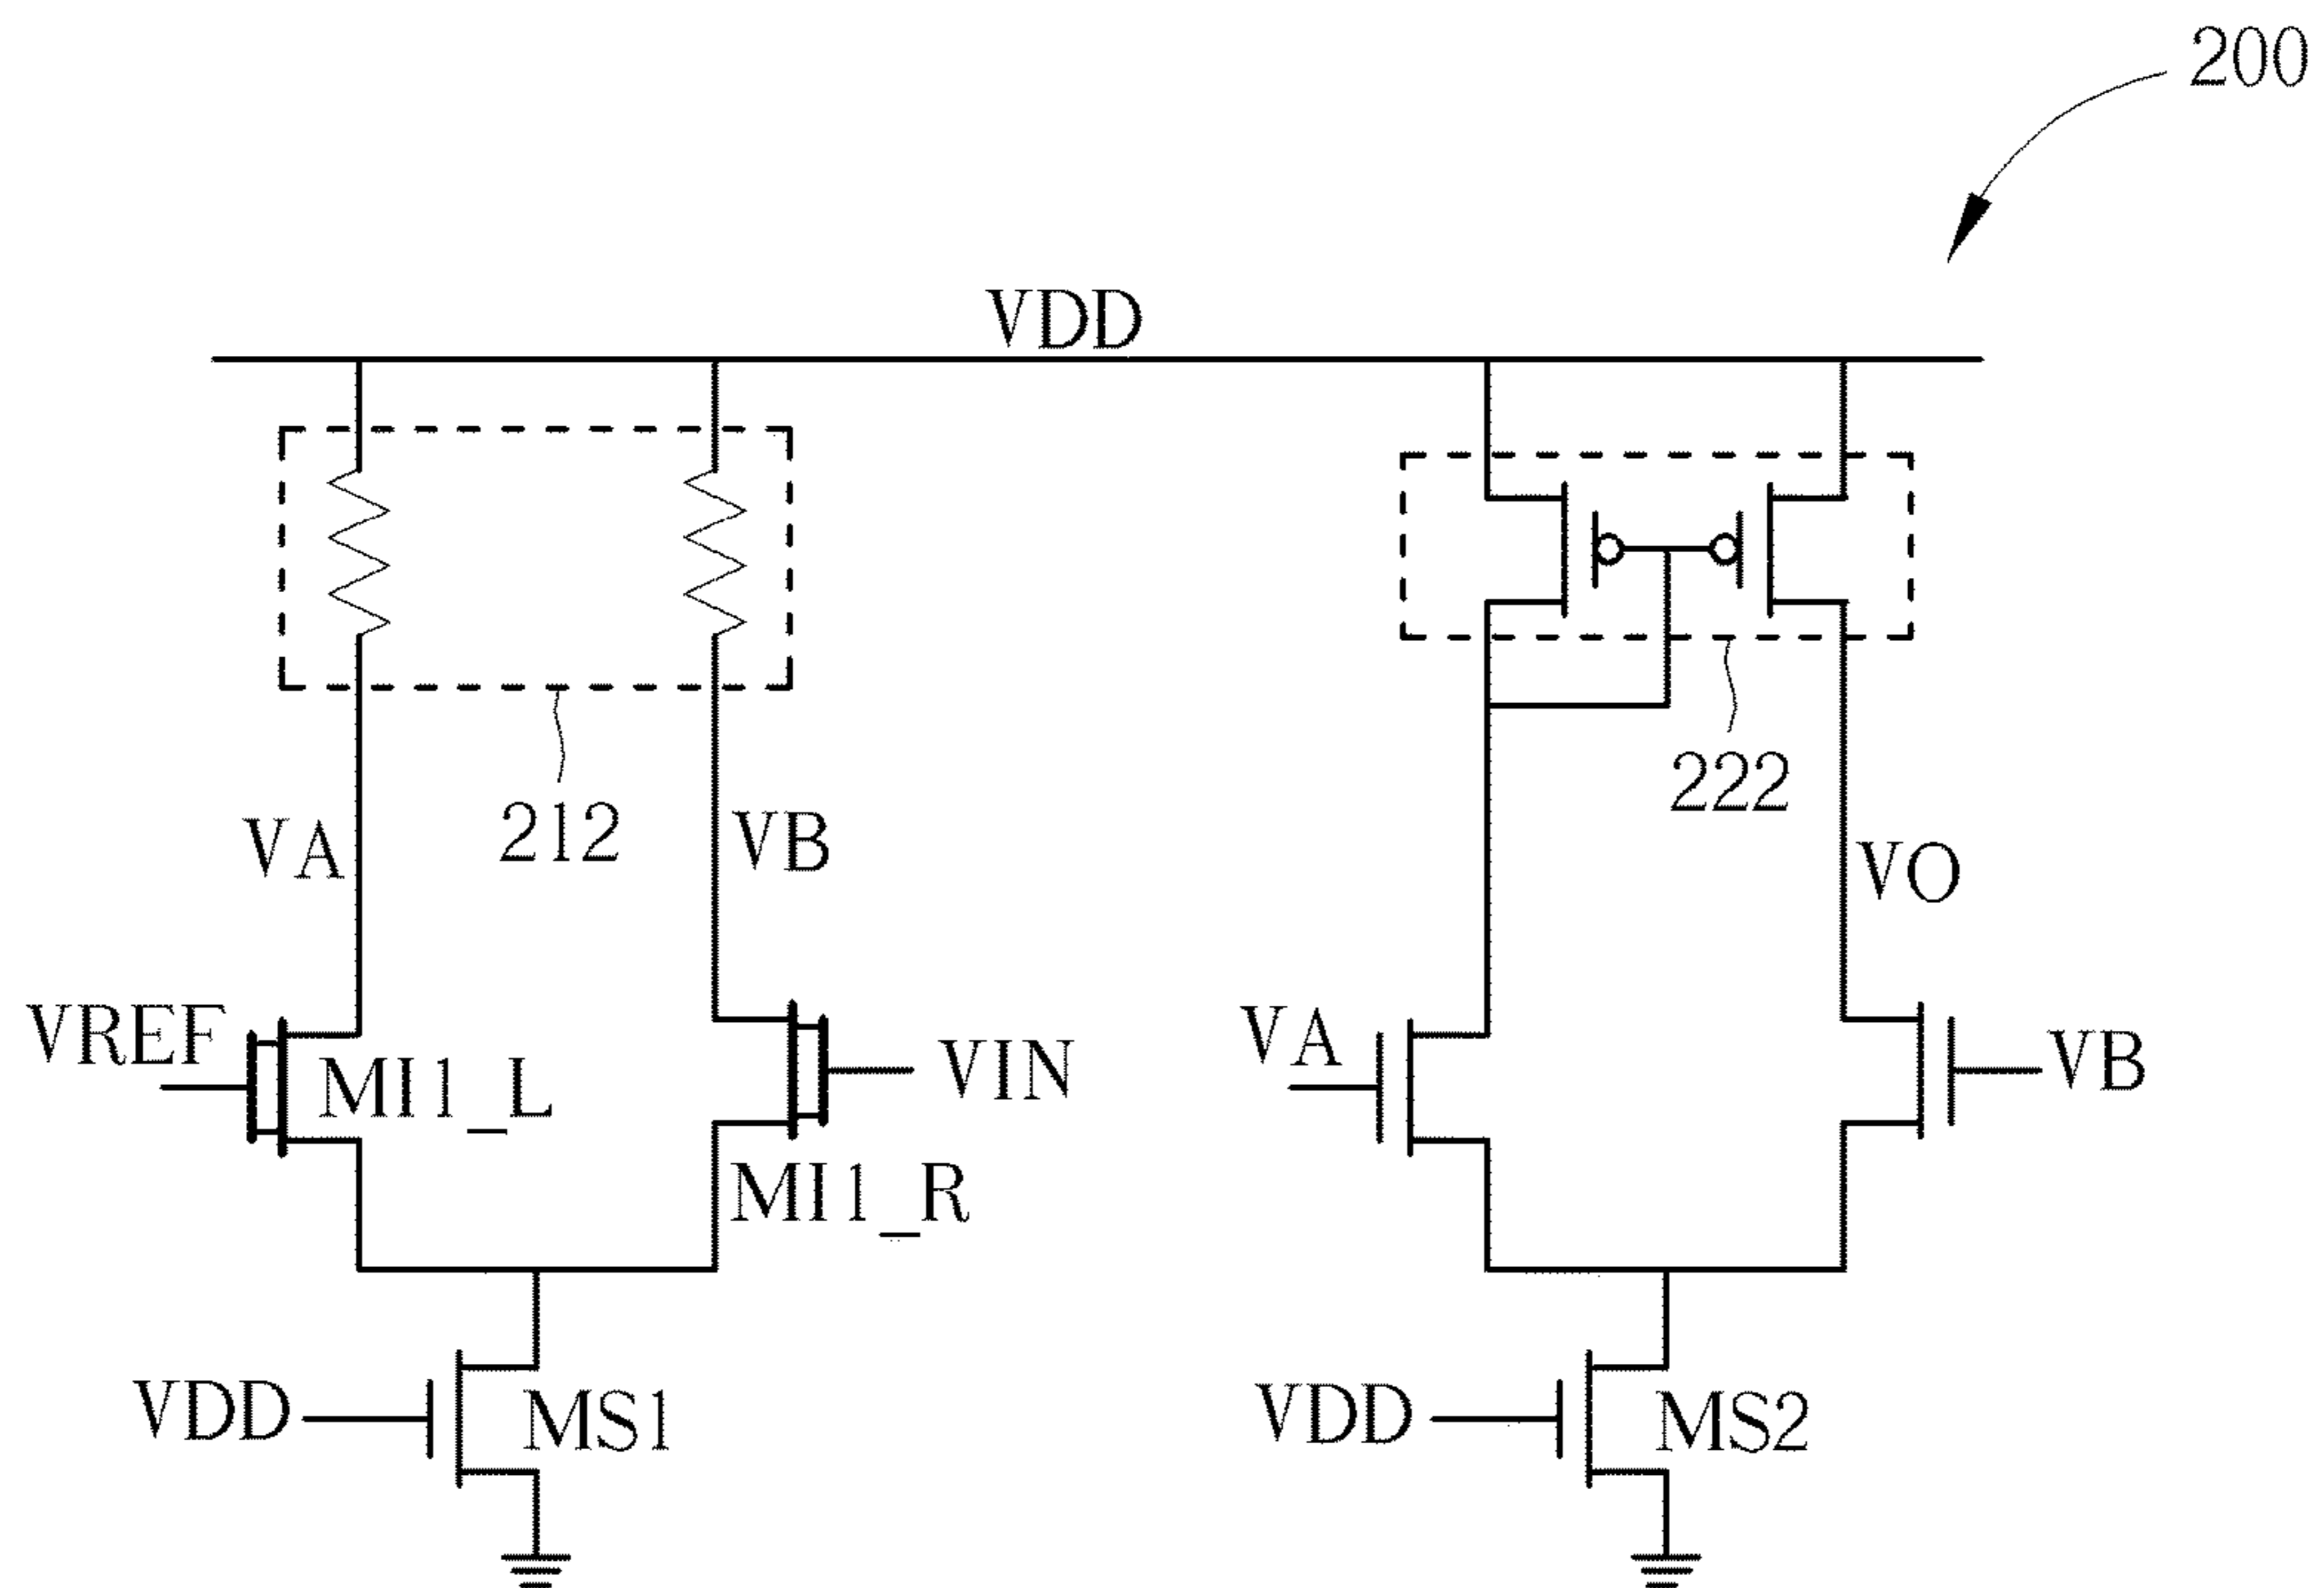 200
VDD
222
212
VA
VB
VO
VREF
MI1_L
VIN
VA
VB
MI1_R
VDD
MS1
VDD
MS2